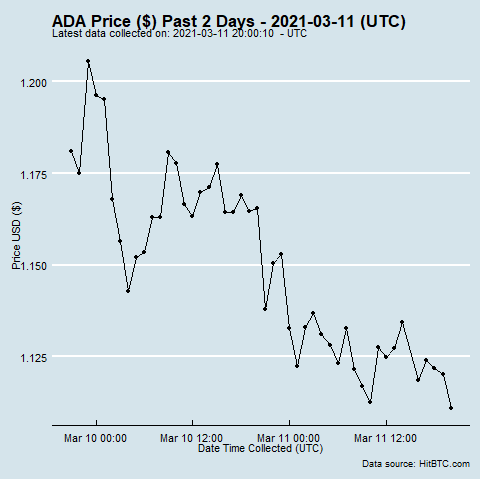 ADA Price ($) Past 2 Days - 2021-03-11 (UTC)
Latest data collected on: 2021-03-11 20:00:10 - UTC
1.200
1.175
1.150
1.125
Price USD ($)
Mar 10 00:00 Mar 10 12:00 Mar 11 00:00 Mar 11 12:00
Date Time Collected (UTC)
Data source: HitBTC.com